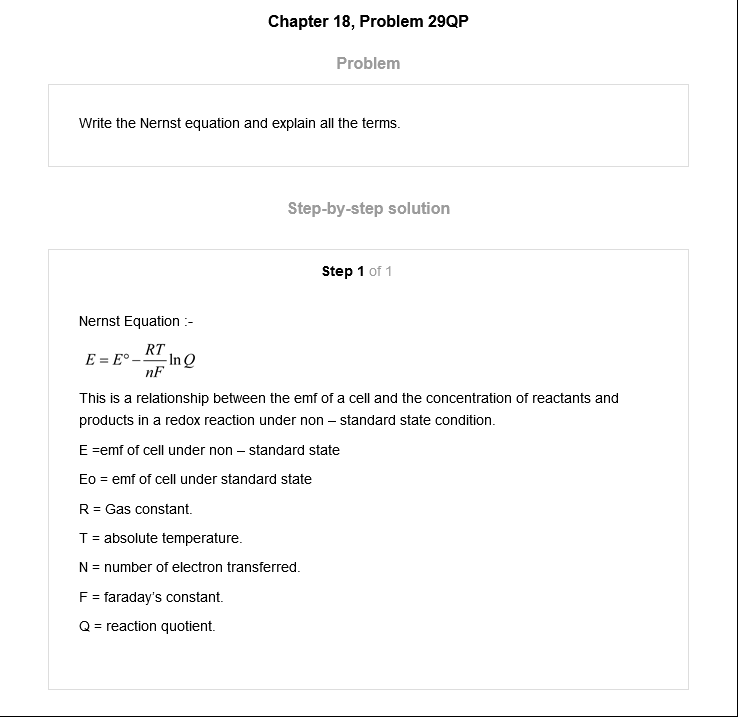 Chapter 18, Problem 29QP
Problem
Write the Nernst equation and explain all the terms.
Step-by-step solution
Step 1 of 1
Nernst Equation :-
E = E° − RT/nF ln Q
This is a relationship between the emf of a cell and the concentration of reactants and
products in a redox reaction under non – standard state condition.
E =emf of cell under non – standard state
Eo = emf of cell under standard state
R = Gas constant.
T = absolute temperature.
N = number of electron transferred.
F = faraday's constant.
Q = reaction quotient.